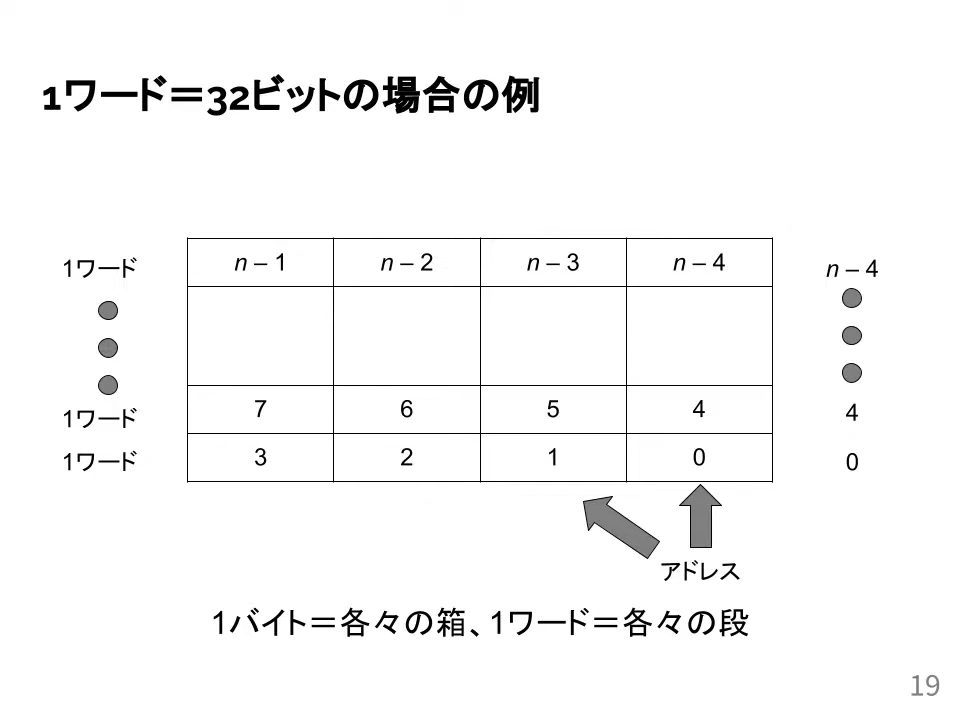 1ワード＝32ビットの場合の例
1ワード n – 1 n – 2 n – 3 n – 4 n – 4
1ワード 7 6 5 4 4
1ワード 3 2 1 0 0
アドレス
1バイト＝各々の箱、1ワード＝各々の段
19